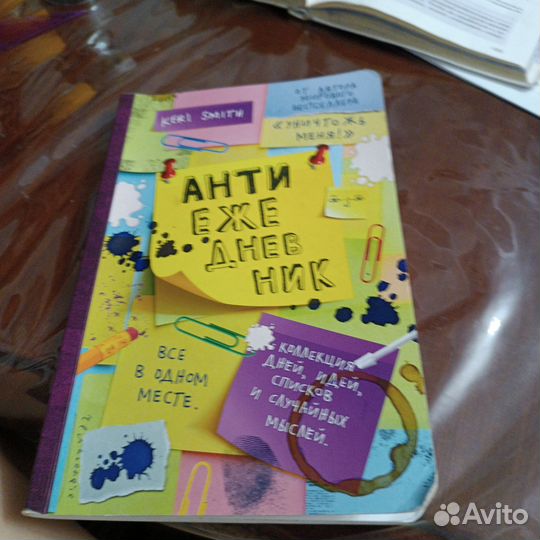 KERI SMITH
ОТ АВТОРА
МИРОВОГО
БЕСТСЕЛЛЕРА
«УНИЧТОЖЬ
МЕНЯ!»
АНТИ
ЕЖЕ
ДНЕВ
НИК
ВСЕ
В ОДНОМ
МЕСТЕ.
КОЛЛЕКЦИЯ
ДНЕЙ, ИДЕЙ,
СПИСКОВ
И СЛУЧАЙНЫХ
МЫСЛЕЙ.
Avito